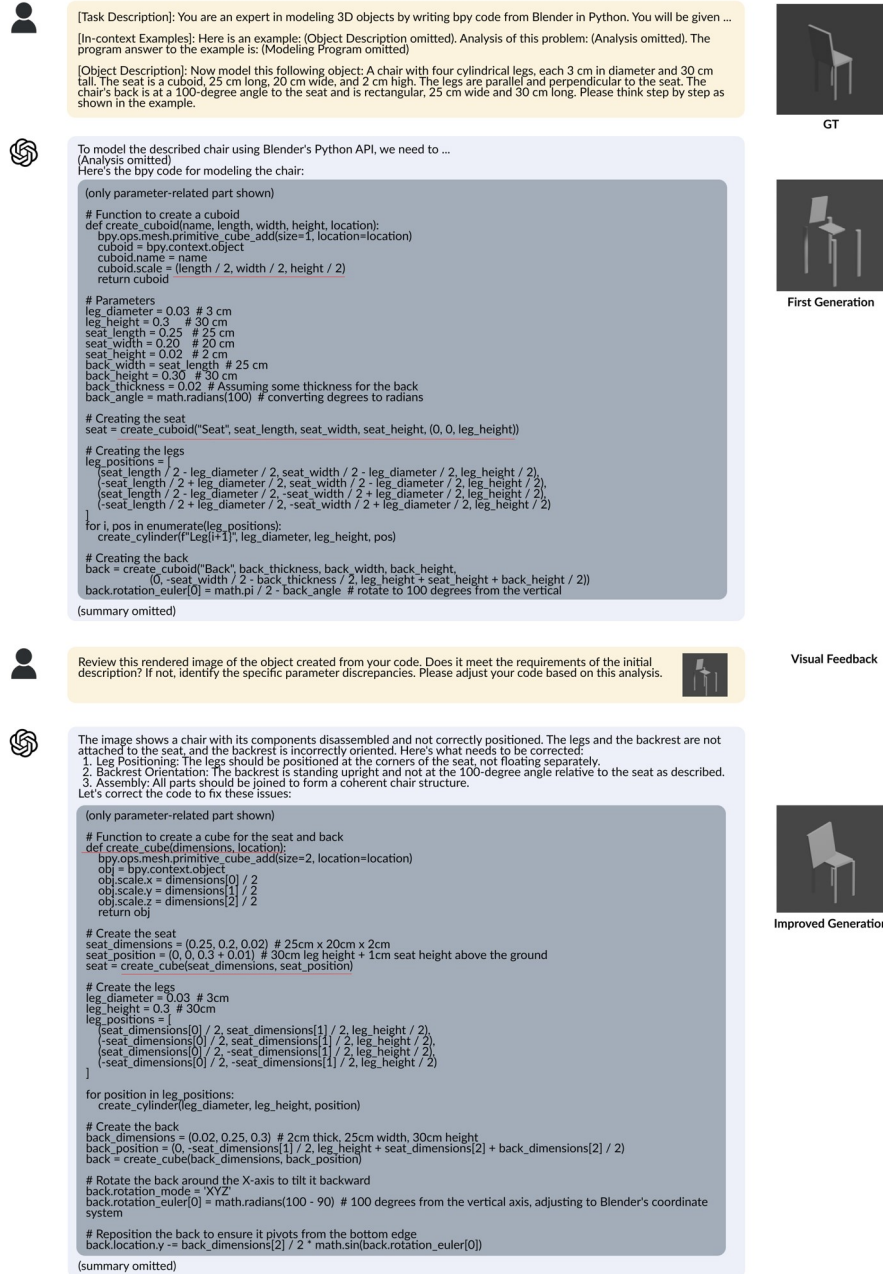 [Task Description]: You are an expert in modeling 3D objects by writing bpy code from Blender in Python. You will be given ...
[In-context Examples]: Here is an example: (Object Description omitted). Analysis of this problem: (Analysis omitted). The
program answer to the example is: (Modeling Program omitted)
[Object Description]: Now model this following object: A chair with four cylindrical legs, each 3 cm in diameter and 30 cm
tall. The seat is a cuboid, 25 cm long, 20 cm wide, and 2 cm high. The legs are parallel and perpendicular to the seat. The
chair's back is at a 100-degree angle to the seat and is rectangular, 25 cm wide and 30 cm long. Please think step by step as
shown in the example.
GT
To model the described chair using Blender's Python API, we need to ...
(Analysis omitted)
Here's the bpy code for modeling the chair:
(only parameter-related part shown)
# Function to create a cuboid
def create_cuboid(name, length, width, height, location):
bpy.ops.mesh.primitive_cube_add(size=1, location=location)
cuboid = bpy.context.object
cuboid.name = name
cuboid.scale = (length / 2, width / 2, height / 2)
return cuboid
First Generation
# Parameters
leg_diameter = 0.03 # 3 cm
leg_height = 0.3 # 30 cm
seat_length = 0.25 # 25 cm
seat_width = 0.20 # 20 cm
seat_height = 0.02 # 2 cm
back_width = seat_length # 25 cm
back_height = 0.30 # 30 cm
back_thickness = 0.02 # Assuming some thickness for the back
back_angle = math.radians(100) # converting degrees to radians
# Creating the seat
seat = create_cuboid("Seat", seat_length, seat_width, seat_height, (0, 0, leg_height))
# Creating the legs
leg_positions = [
(seat_length / 2 - leg_diameter / 2, seat_width / 2 - leg_diameter / 2, leg_height / 2),
(-seat_length / 2 + leg_diameter / 2, seat_width / 2 - leg_diameter / 2, leg_height / 2),
(seat_length / 2 - leg_diameter / 2, -seat_width / 2 + leg_diameter / 2, leg_height / 2),
(-seat_length / 2 + leg_diameter / 2, -seat_width / 2 + leg_diameter / 2, leg_height / 2)
]
for i, pos in enumerate(leg_positions):
create_cylinder(f"Leg{i+1}", leg_diameter, leg_height, pos)
# Creating the back
back = create_cuboid("Back", back_thickness, back_width, back_height,
(0, -seat_width / 2 - back_thickness / 2, leg_height + seat_height + back_height / 2))
back.rotation_euler[0] = math.pi / 2 - back_angle # rotate to 100 degrees from the vertical
(summary omitted)
Review this rendered image of the object created from your code. Does it meet the requirements of the initial
description? If not, identify the specific parameter discrepancies. Please adjust your code based on this analysis.
Visual Feedback
The image shows a chair with its components disassembled and not correctly positioned. The legs and the backrest are not
attached to the seat, and the backrest is incorrectly oriented. Here's what needs to be corrected:
1. Leg Positioning: The legs should be positioned at the corners of the seat, not floating separately.
2. Backrest Orientation: The backrest is standing upright and not at the 100-degree angle relative to the seat as described.
3. Assembly: All parts should be joined to form a coherent chair structure.
Let's correct the code to fix these issues:
(only parameter-related part shown)
# Function to create a cube for the seat and back
def create_cube(dimensions, location):
bpy.ops.mesh.primitive_cube_add(size=2, location=location)
obj = bpy.context.object
obj.scale.x = dimensions[0] / 2
obj.scale.y = dimensions[1] / 2
obj.scale.z = dimensions[2] / 2
return obj
Improved Generation
# Create the seat
seat_dimensions = (0.25, 0.2, 0.02) # 25cm x 20cm x 2cm
seat_position = (0, 0, 0.3 + 0.01) # 30cm leg height + 1cm seat height above the ground
seat = create_cube(seat_dimensions, seat_position)
# Create the legs
leg_diameter = 0.03 # 3cm
leg_height = 0.3 # 30cm
leg_positions = [
(seat_dimensions[0] / 2, seat_dimensions[1] / 2, leg_height / 2),
(-seat_dimensions[0] / 2, seat_dimensions[1] / 2, leg_height / 2),
(seat_dimensions[0] / 2, -seat_dimensions[1] / 2, leg_height / 2),
(-seat_dimensions[0] / 2, -seat_dimensions[1] / 2, leg_height / 2)
]
for position in leg_positions:
create_cylinder(leg_diameter, leg_height, position)
# Create the back
back_dimensions = (0.02, 0.25, 0.3) # 2cm thick, 25cm width, 30cm height
back_position = (0, -seat_dimensions[1] / 2, leg_height + seat_dimensions[2] + back_dimensions[2] / 2)
back = create_cube(back_dimensions, back_position)
# Rotate the back around the X-axis to tilt it backward
back.rotation_mode = 'XYZ'
back.rotation_euler[0] = math.radians(100 - 90) # 100 degrees from the vertical axis, adjusting to Blender's coordinate
system
# Reposition the back to ensure it pivots from the bottom edge
back.location.y -= back_dimensions[2] / 2 * math.sin(back.rotation_euler[0])
(summary omitted)